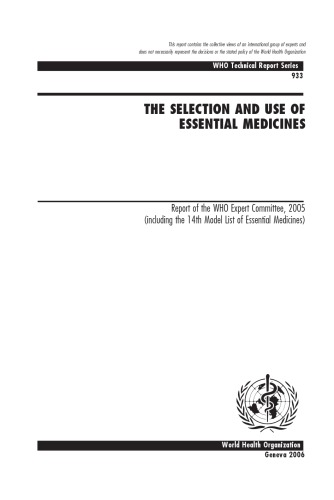 This report contains the collective views of an international group of experts and
does not necessarily represent the decisions or the stated policy of the World Health Organization
WHO Technical Report Series
933
THE SELECTION AND USE OF
ESSENTIAL MEDICINES
Report of the WHO Expert Committee, 2005
(including the 14th Model List of Essential Medicines)
World Health Organization
Geneva 2006